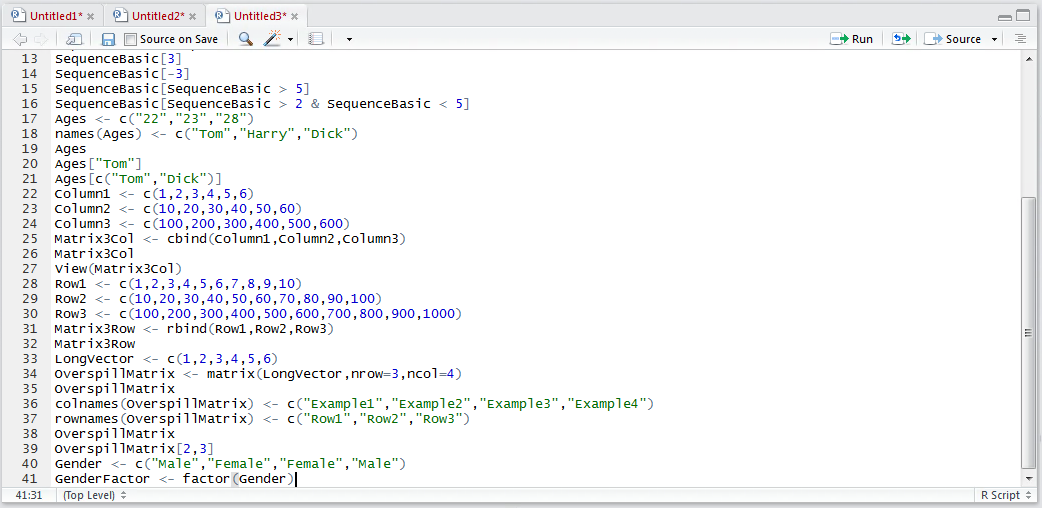 Untitled1* Untitled2* Untitled3*
Source on Save Run Source
13 SequenceBasic[3]
14 SequenceBasic[-3]
15 SequenceBasic[SequenceBasic > 5]
16 SequenceBasic[SequenceBasic > 2 & SequenceBasic < 5]
17 Ages <- c("22","23","28")
18 names(Ages) <- c("Tom","Harry","Dick")
19 Ages
20 Ages["Tom"]
21 Ages[c("Tom","Dick")]
22 Column1 <- c(1,2,3,4,5,6)
23 Column2 <- c(10,20,30,40,50,60)
24 Column3 <- c(100,200,300,400,500,600)
25 Matrix3Col <- cbind(Column1,Column2,Column3)
26 Matrix3Col
27 View(Matrix3Col)
28 Row1 <- c(1,2,3,4,5,6,7,8,9,10)
29 Row2 <- c(10,20,30,40,50,60,70,80,90,100)
30 Row3 <- c(100,200,300,400,500,600,700,800,900,1000)
31 Matrix3Row <- rbind(Row1,Row2,Row3)
32 Matrix3Row
33 LongVector <- c(1,2,3,4,5,6)
34 OverspillMatrix <- matrix(LongVector,nrow=3,ncol=4)
35 OverspillMatrix
36 colnames(OverspillMatrix) <- c("Example1","Example2","Example3","Example4")
37 rownames(OverspillMatrix) <- c("Row1","Row2","Row3")
38 OverspillMatrix
39 OverspillMatrix[2,3]
40 Gender <- c("Male","Female","Female","Male")
41 GenderFactor <- factor(Gender)
41:31 (Top Level) R Script